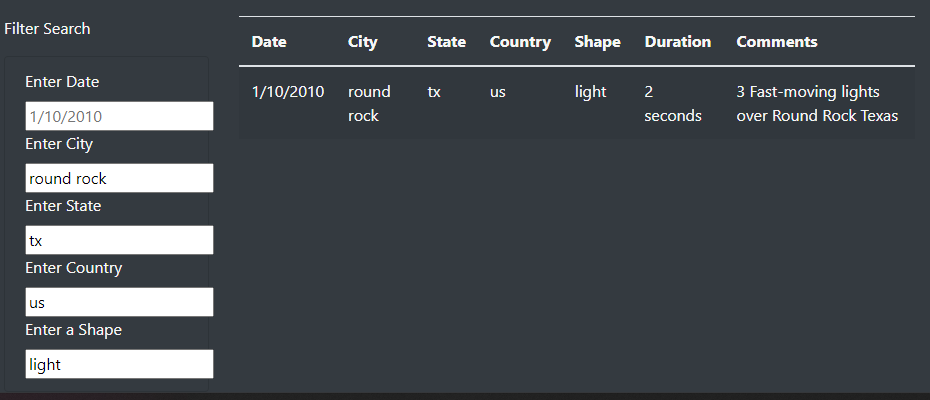 Filter Search
Enter Date
1/10/2010
Enter City
round rock
Enter State
tx
Enter Country
us
Enter a Shape
light
Date City State Country Shape Duration Comments
1/10/2010 round tx us light 2 3 Fast-moving lights
rock seconds over Round Rock Texas